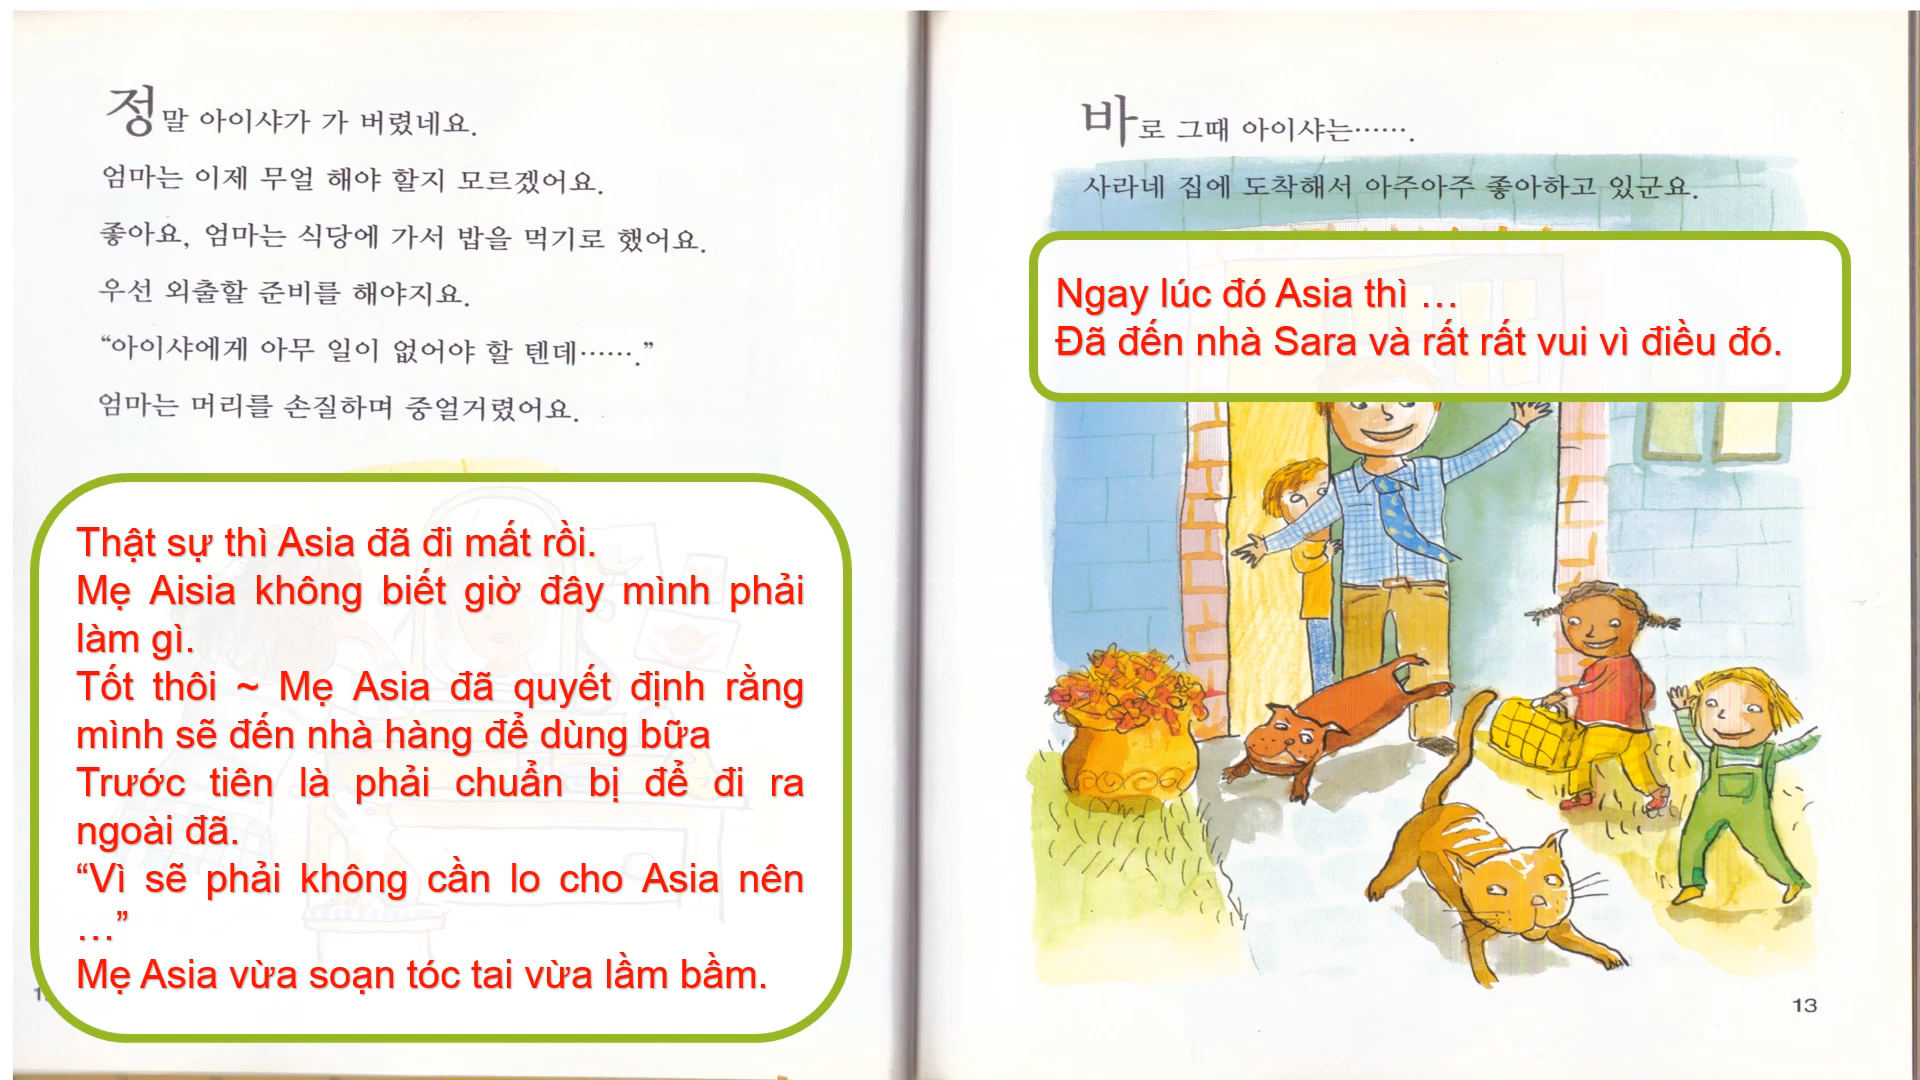 정말 아이샤가 가 버렸네요.
엄마는 이제 무얼 해야 할지 모르겠어요.
좋아요, 엄마는 식당에 가서 밥을 먹기로 했어요.
우선 외출할 준비를 해야지요.
“아이샤에게 아무 일이 없어야 할 텐데…….”
엄마는 머리를 손질하며 중얼거렸어요.
Thật sự thì Asia đã đi mất rồi.
Mẹ Aisia không biết giờ đây mình phải
làm gì.
Tốt thôi ~ Mẹ Asia đã quyết định rằng
mình sẽ đến nhà hàng để dùng bữa
Trước tiên là phải chuẩn bị để đi ra
ngoài đã.
“Vì sẽ phải không cần lo cho Asia nên
…”
Mẹ Asia vừa soạn tóc tai vừa lầm bầm.
바로 그때 아이샤는…….
사라네 집에 도착해서 아주아주 좋아하고 있군요.
Ngay lúc đó Asia thì …
Đã đến nhà Sara và rất rất vui vì điều đó.
13